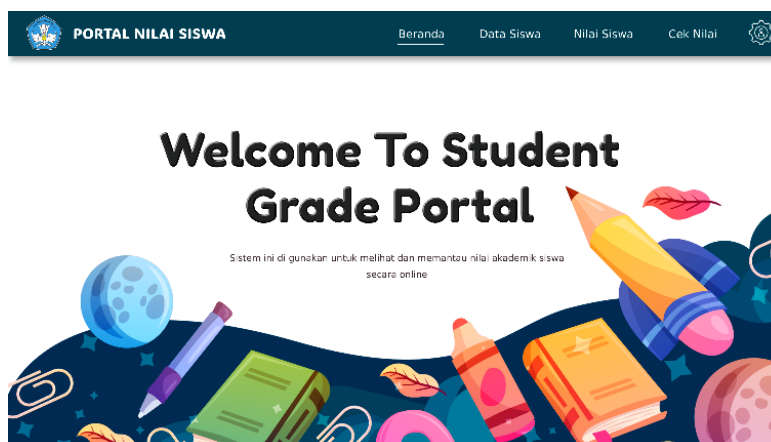 PORTAL NILAI SISWA
Beranda
Data Siswa
Nilai Siswa
Cek Nilai
Welcome To Student
Grade Portal
Sistem ini di gunakan untuk melihat dan memantau nilai akademik siswa
secara online